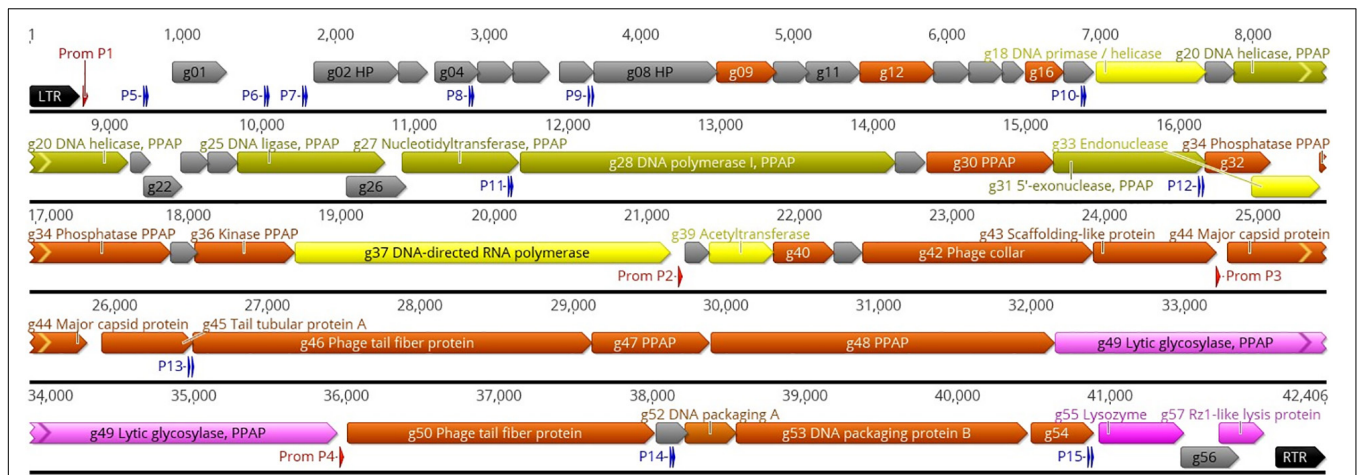 1 1,000 2,000 3,000 4,000 5,000 6,000 7,000 8,000
Prom P1 g18 DNA primase / helicase g20 DNA helicase, PPAP
g01 g02 HP g04 g08 HP g09 g11 g12 g16
LTR P5 P6 P7 P8 P9 P10
9,000 10,000 11,000 12,000 13,000 14,000 15,000 16,000
g20 DNA helicase, PPAP g25 DNA ligase, PPAP g27 Nucleotidyltransferase, PPAP g33 Endonuclease g34 Phosphatase PPAP
g28 DNA polymerase I, PPAP g30 PPAP g32
g22 g26 P11 g31 5'-exonuclease, PPAP P12
17,000 18,000 19,000 20,000 21,000 22,000 23,000 24,000 25,000
g34 Phosphatase PPAP g36 Kinase PPAP g39 Acetyltransferase g43 Scaffolding-like protein g44 Major capsid protein
g37 DNA-directed RNA polymerase g40 g42 Phage collar
Prom P2 Prom P3
26,000 27,000 28,000 29,000 30,000 31,000 32,000 33,000
g44 Major capsid protein g45 Tail tubular protein A
g46 Phage tail fiber protein g47 PPAP g48 PPAP g49 Lytic glycosylase, PPAP
P13
34,000 35,000 36,000 37,000 38,000 39,000 40,000 41,000 42,406
g52 DNA packaging A g55 Lysozyme g57 Rz1-like lysis protein
g49 Lytic glycosylase, PPAP g50 Phage tail fiber protein g53 DNA packaging protein B g54
Prom P4 P14 P15 g56 RTR